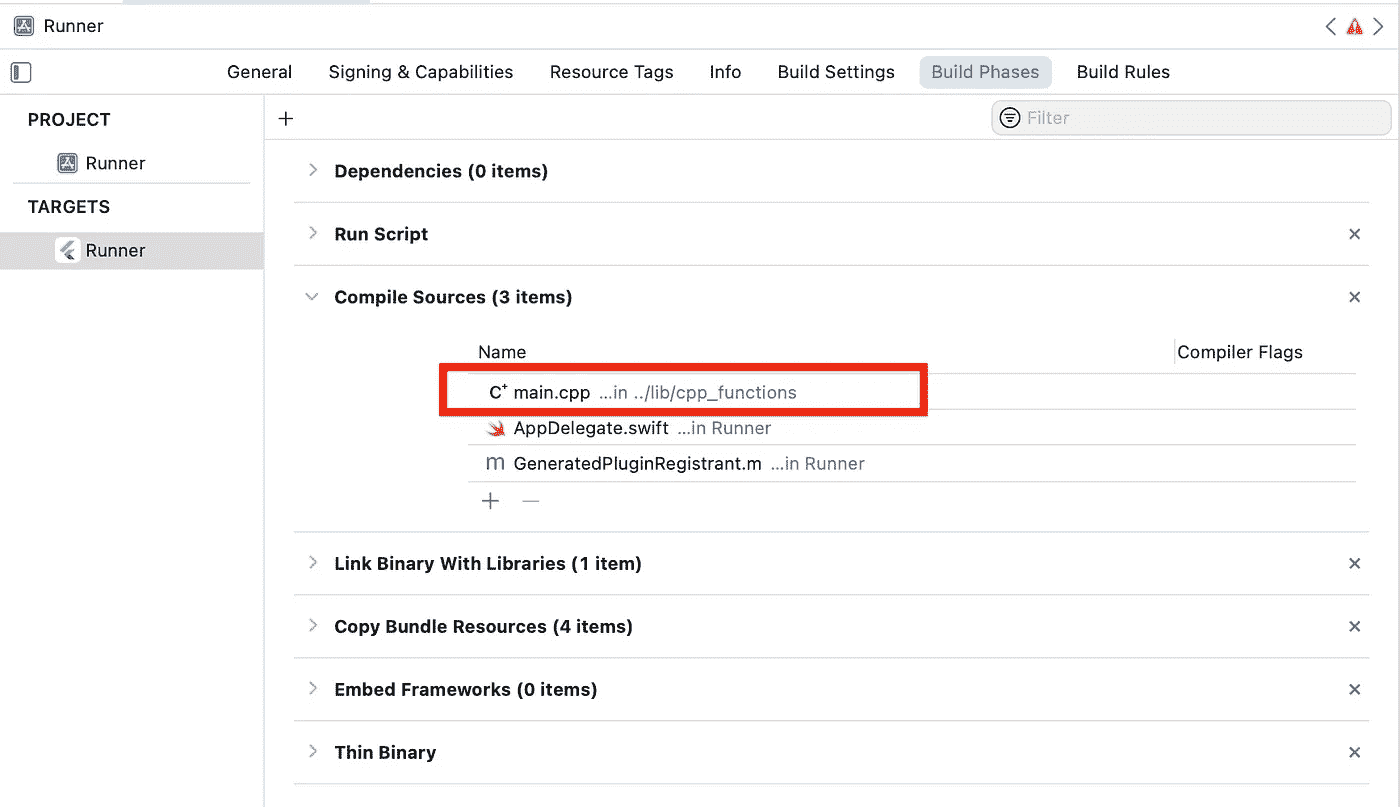 Runner
General Signing & Capabilities Resource Tags Info Build Settings Build Phases Build Rules
PROJECT
Filter
Runner
TARGETS
Runner
Dependencies (0 items)
Run Script
Compile Sources (3 items)
Name Compiler Flags
C+ main.cpp ...in ../lib/cpp_functions
AppDelegate.swift ...in Runner
m GeneratedPluginRegistrant.m ...in Runner
Link Binary With Libraries (1 item)
Copy Bundle Resources (4 items)
Embed Frameworks (0 items)
Thin Binary